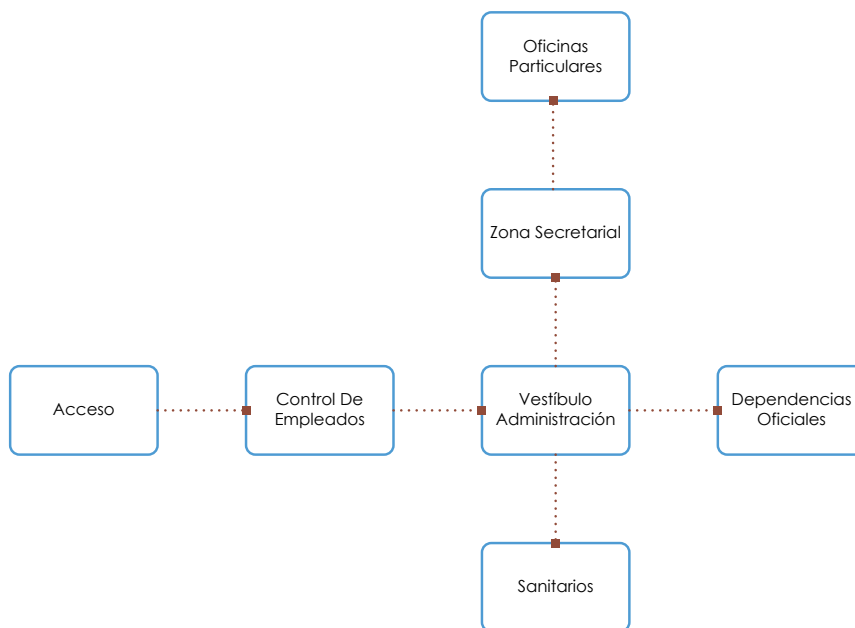 Oficinas
Particulares
Zona Secretarial
Acceso
Control De
Empleados
Vestíbulo
Administración
Dependencias
Oficiales
Sanitarios